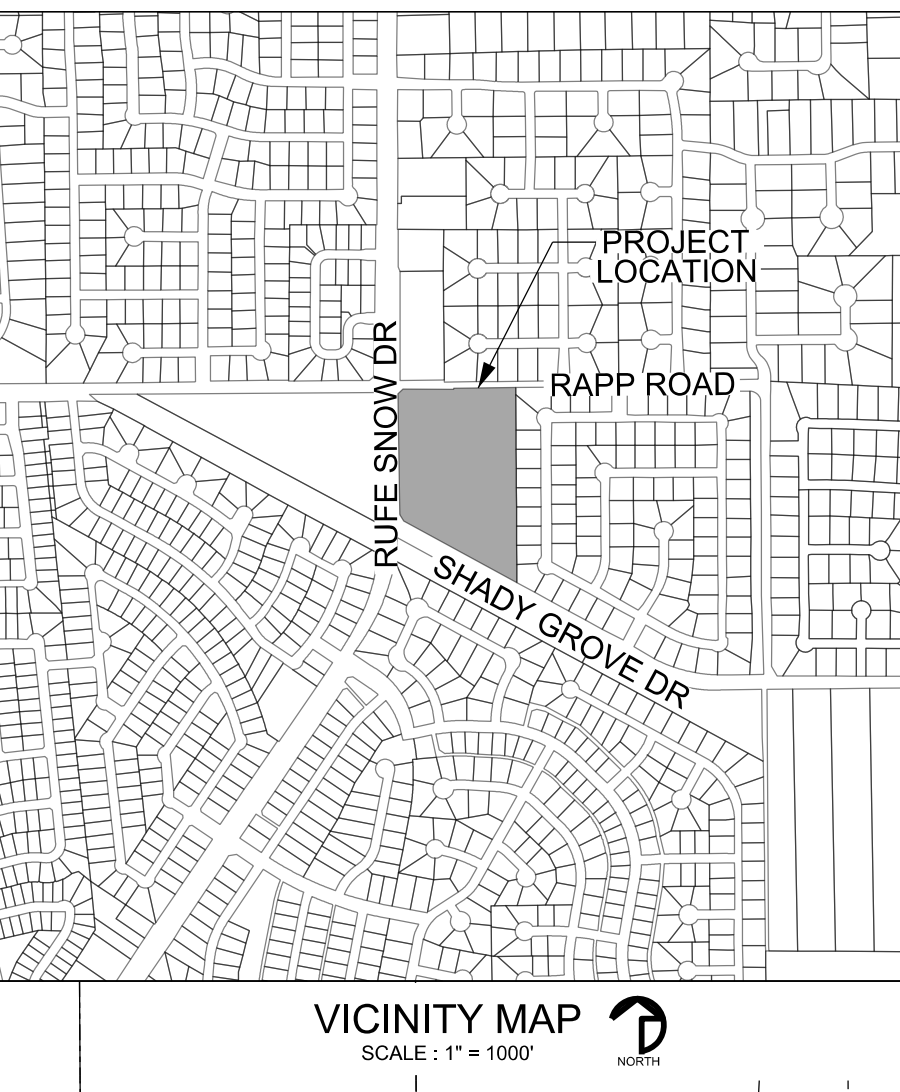 PROJECT
LOCATION
RUFE SNOW DR
RAPP ROAD
SHADY GROVE DR
VICINITY MAP
SCALE : 1" = 1000'
NORTH